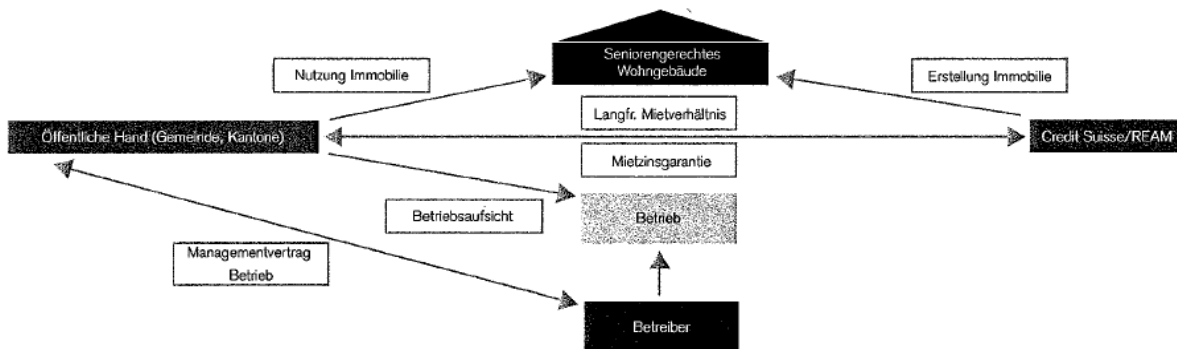 Seniorengerechtes
Wohngebäude
Nutzung Immobilie
Erstellung Immobilie
Langfr. Mietverhältnis
Öffentliche Hand (Gemeinde, Kantone)
Credit Suisse/REAM
Mietzinsgarantie
Betriebsaufsicht
Betrieb
Managementvertrag
Betrieb
Betreiber